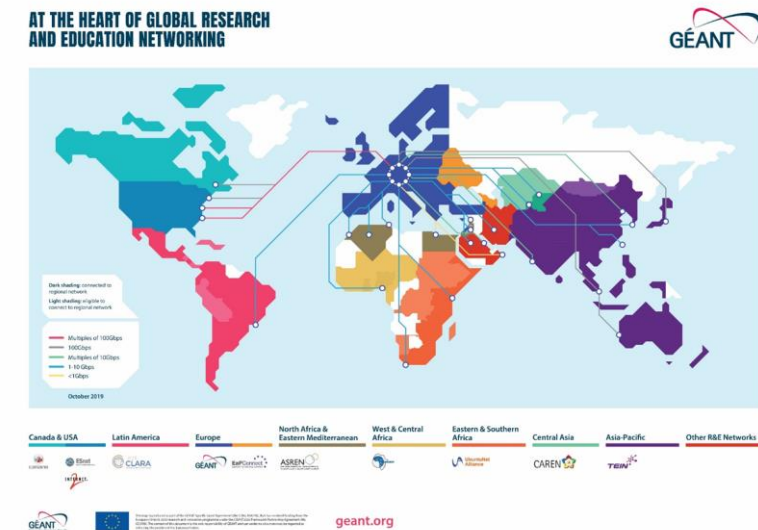 AT THE HEART OF GLOBAL RESEARCH
AND EDUCATION NETWORKING
GÉANT
Dark shading: connected to
regional network
Light shading: eligible to
connect to regional network
Multiples of 100Gbps
100Gbps
Multiples of 10Gbps
1-10 Gbps
<1Gbps
October 2019
Canada & USA
Latin America
Europe
North Africa &
Eastern Mediterranean
West & Central
Africa
Eastern & Southern
Africa
Central Asia
Asia-Pacific
Other R&E Networks
ESnet
CLARA
GÉANT
EaPConnect
ASREN
UbuntuNet
Alliance
CAREN
TEIN
GÉANT
geant.org